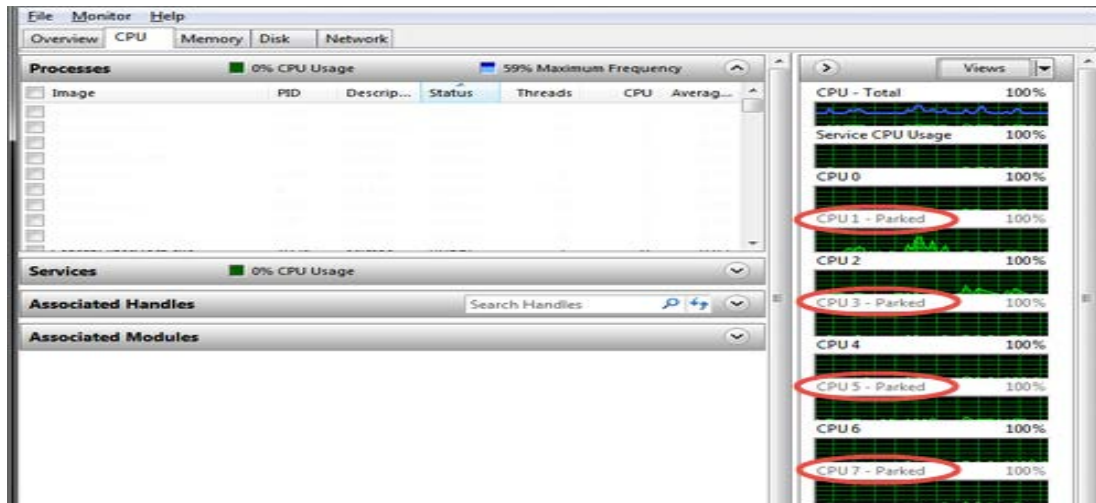 File Monitor Help
Overview CPU Memory Disk Network
Processes 0% CPU Usage 59% Maximum Frequency
Image PID Descrip... Status Threads CPU Averag...
Services 0% CPU Usage
Associated Handles Search Handles
Associated Modules
Views
CPU - Total 100%
Service CPU Usage 100%
CPU 0 100%
CPU 1 - Parked 100%
CPU 2 100%
CPU 3 - Parked 100%
CPU 4 100%
CPU 5 - Parked 100%
CPU 6 100%
CPU 7 - Parked 100%